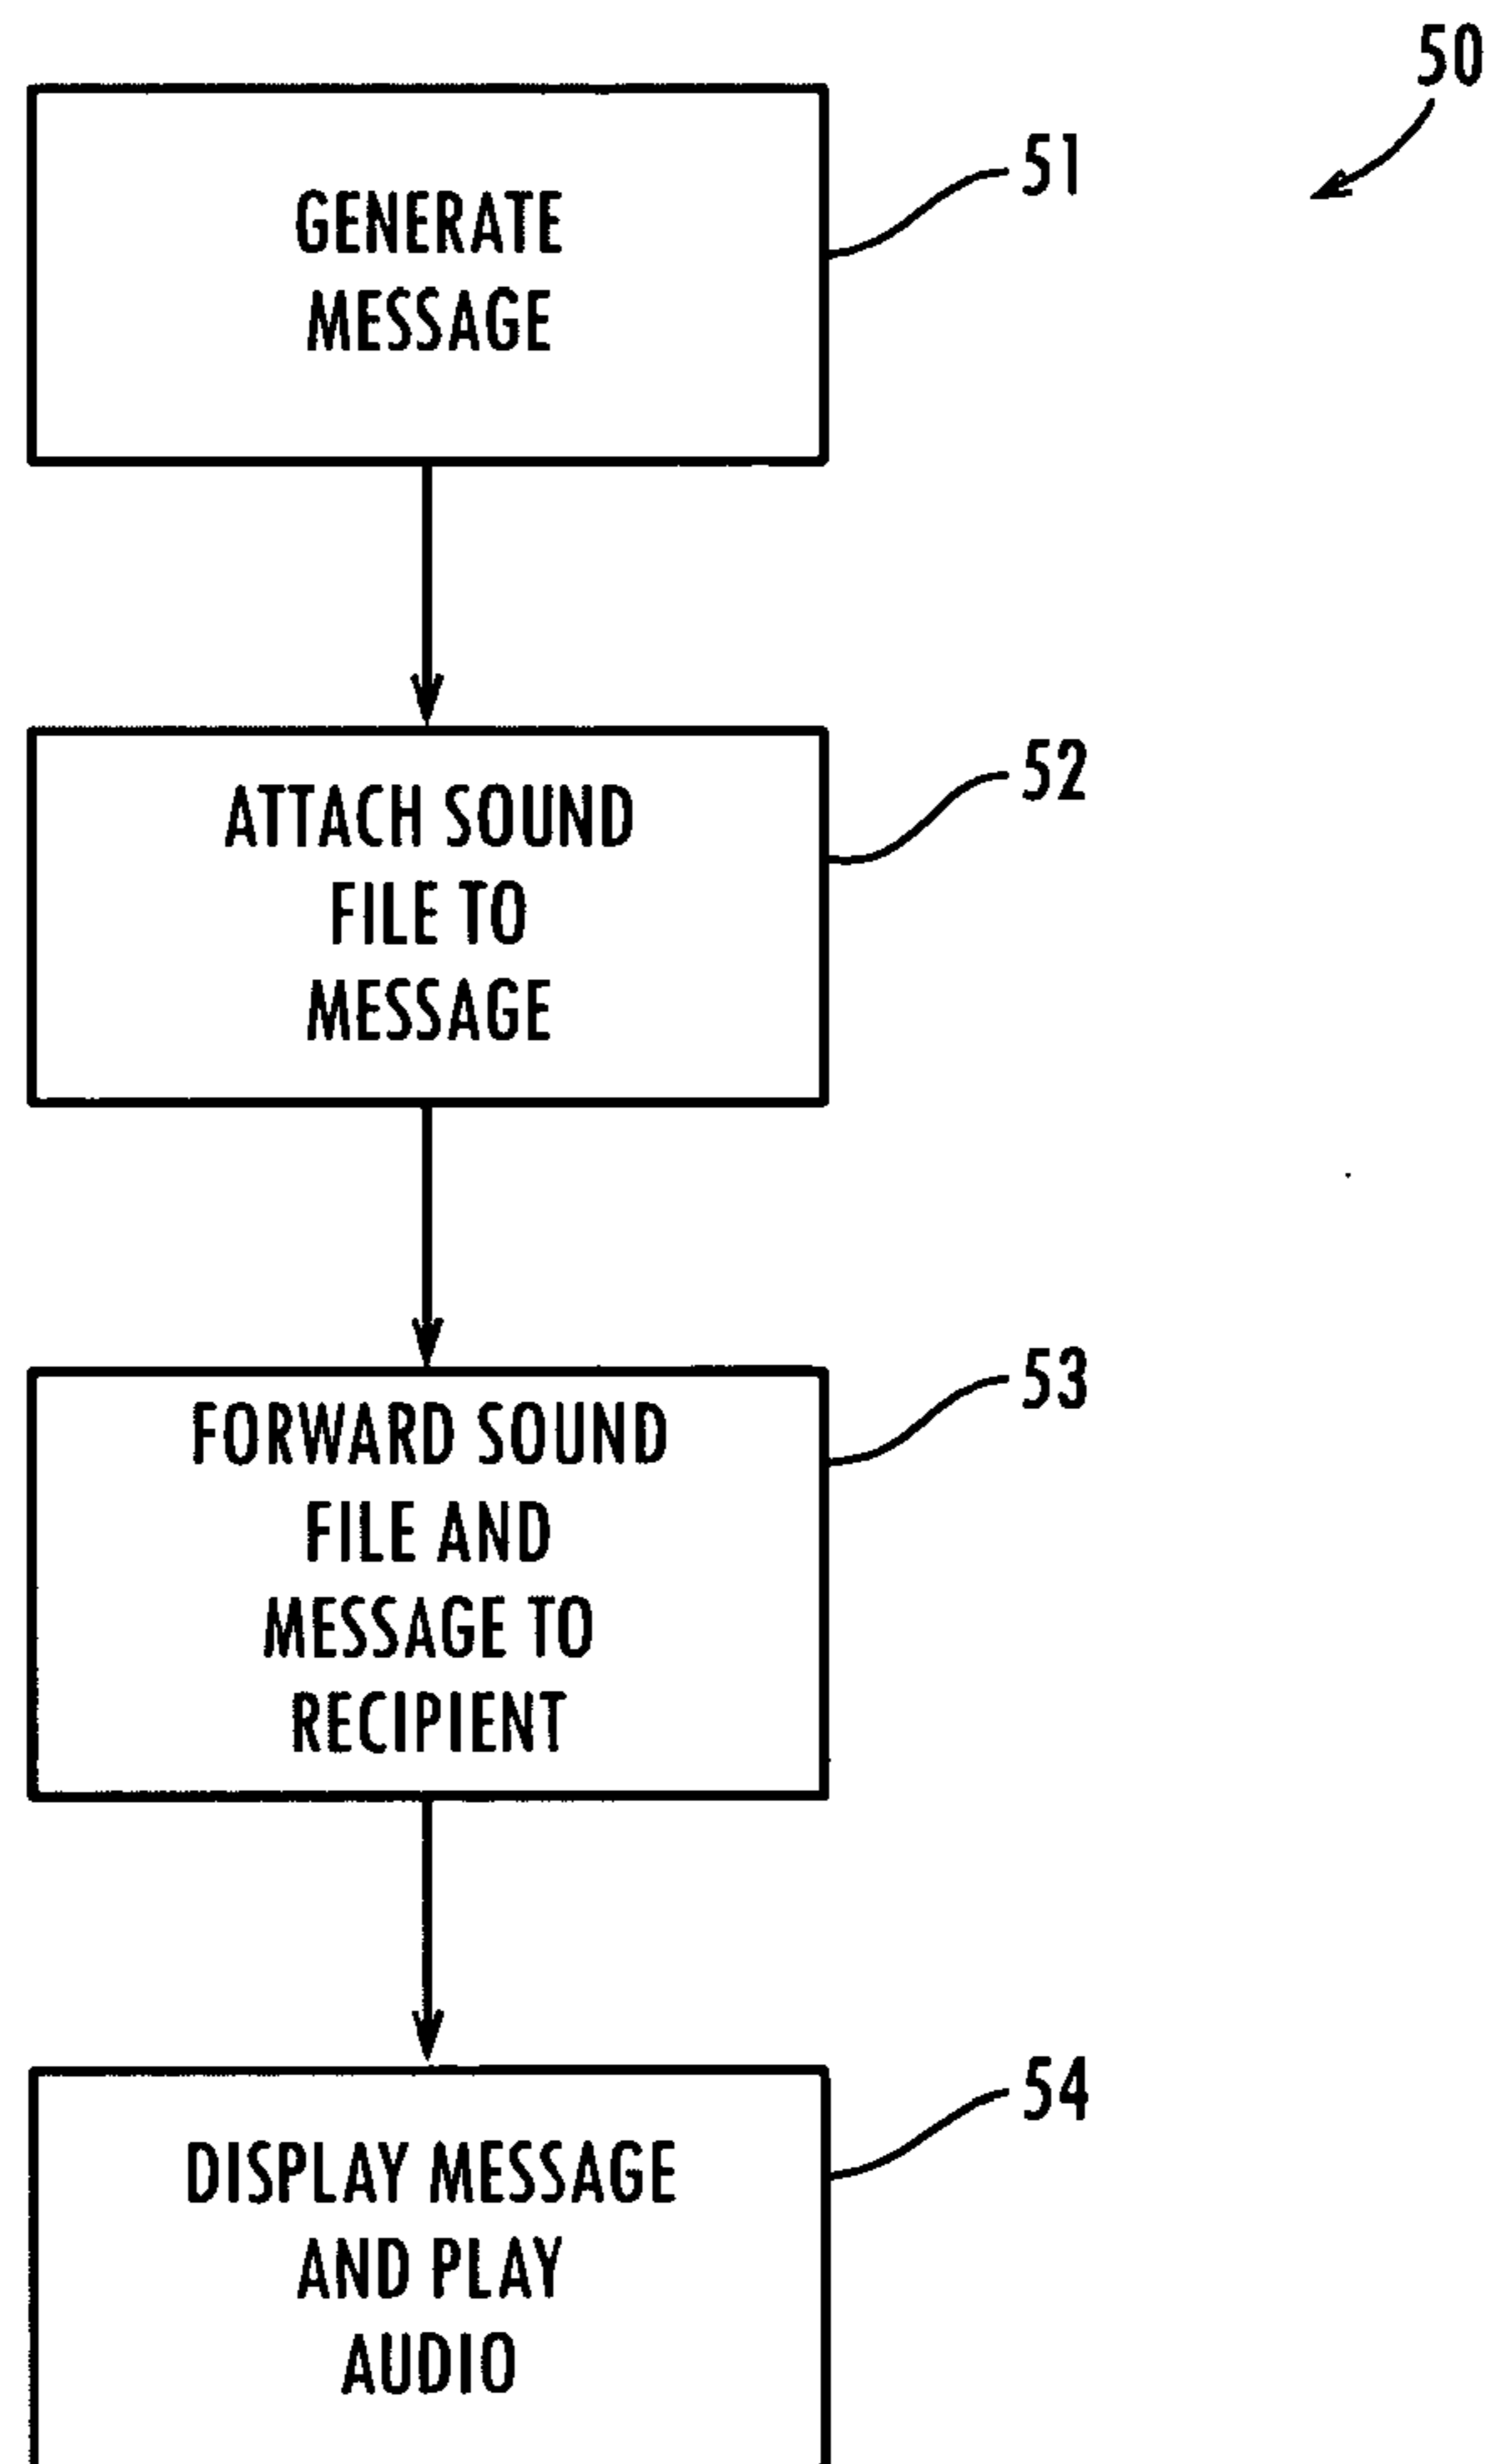 50
GENERATE
MESSAGE
51
ATTACH SOUND
FILE TO
MESSAGE
52
FORWARD SOUND
FILE AND
MESSAGE TO
RECIPIENT
53
DISPLAY MESSAGE
AND PLAY
AUDIO
54